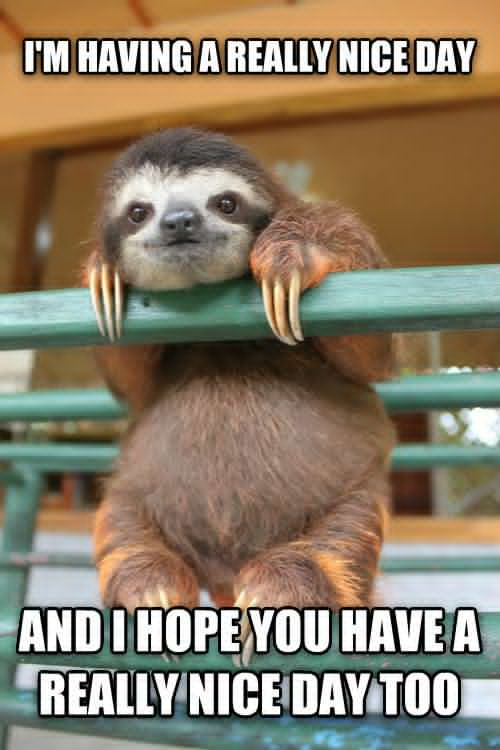 I'M HAVING A REALLY NICE DAY
AND I HOPE YOU HAVE A
REALLY NICE DAY TOO